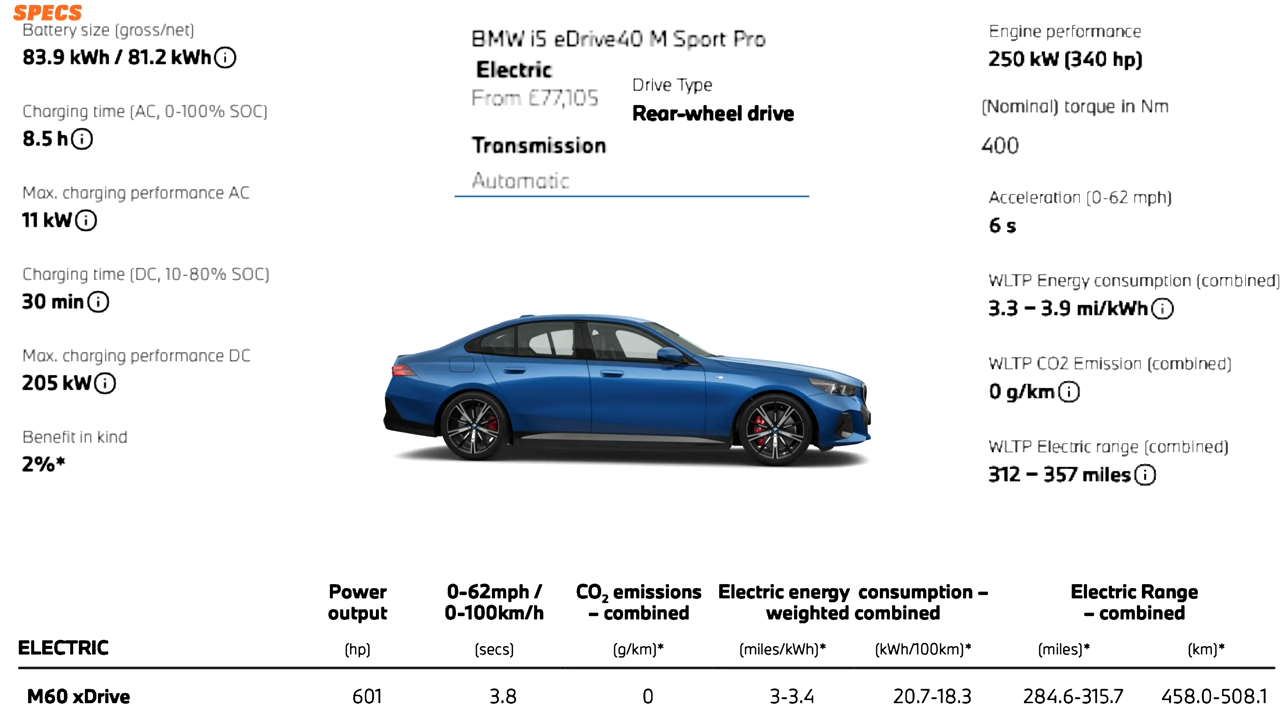 SPECS
Battery size (gross/net)
83.9 kWh / 81.2 kWh
Charging time (AC, 0-100% SOC)
8.5 h
Max. charging performance AC
11 kW
Charging time (DC, 10-80% SOC)
30 min
Max. charging performance DC
205 kW
Benefit in kind
2%*
BMW i5 eDrive40 M Sport Pro
Electric
From £77,105
Drive Type
Rear-wheel drive
Transmission
Automatic
Engine performance
250 kW (340 hp)
(Nominal) torque in Nm
400
Acceleration (0-62 mph)
6 s
WLTP Energy consumption (combined)
3.3 – 3.9 mi/kWh
WLTP CO2 Emission (combined)
0 g/km
WLTP Electric range (combined)
312 – 357 miles
Power 0-62mph / CO₂ emissions Electric energy consumption – Electric Range
output 0-100km/h – combined weighted combined – combined
ELECTRIC (hp) (secs) (g/km)* (miles/kWh)* (kWh/100km)* (miles)* (km)*
M60 xDrive 601 3.8 0 3-3.4 20.7-18.3 284.6-315.7 458.0-508.1